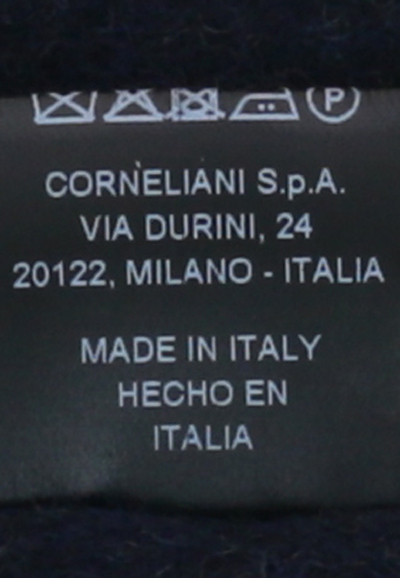 P
CORNELIANI S.p.A.
VIA DURINI, 24
20122, MILANO - ITALIA
MADE IN ITALY
HECHO EN
ITALIA